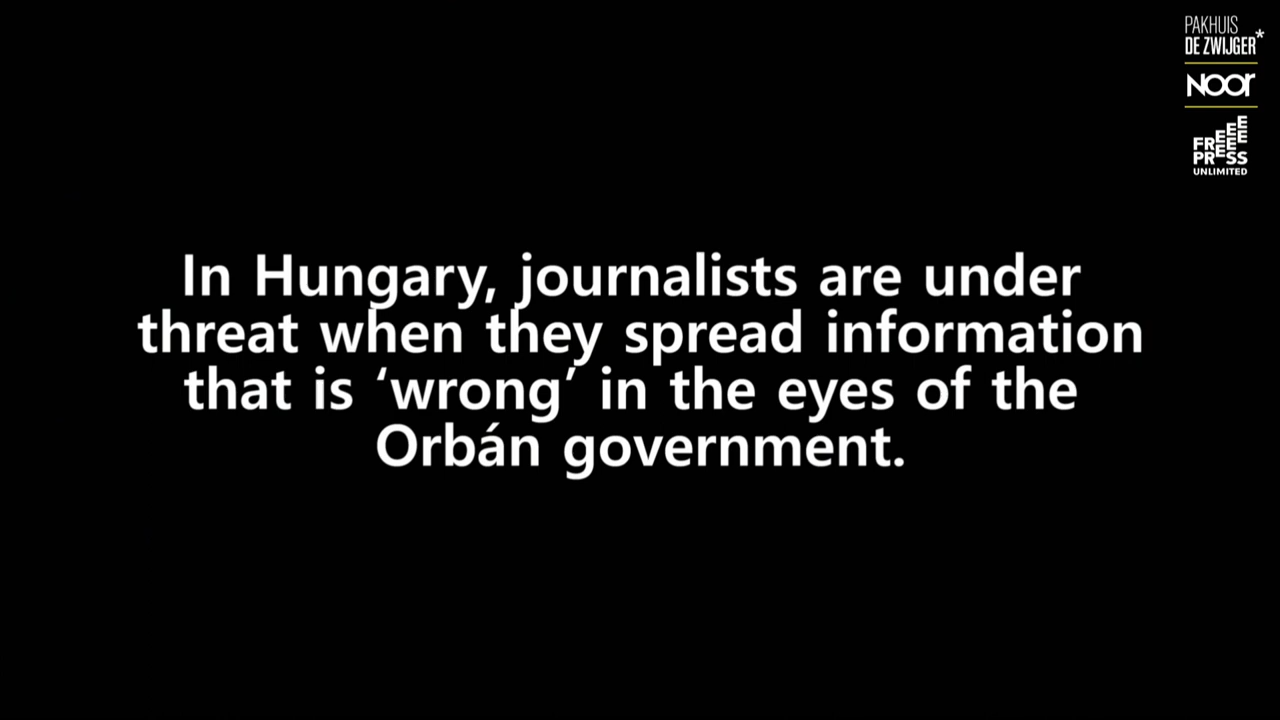 PAKHUIS
DE ZWIJGER*
NOOR
FREEEE
PRESS
UNLIMITED
In Hungary, journalists are under
threat when they spread information
that is ‘wrong’ in the eyes of the
Orbán government.